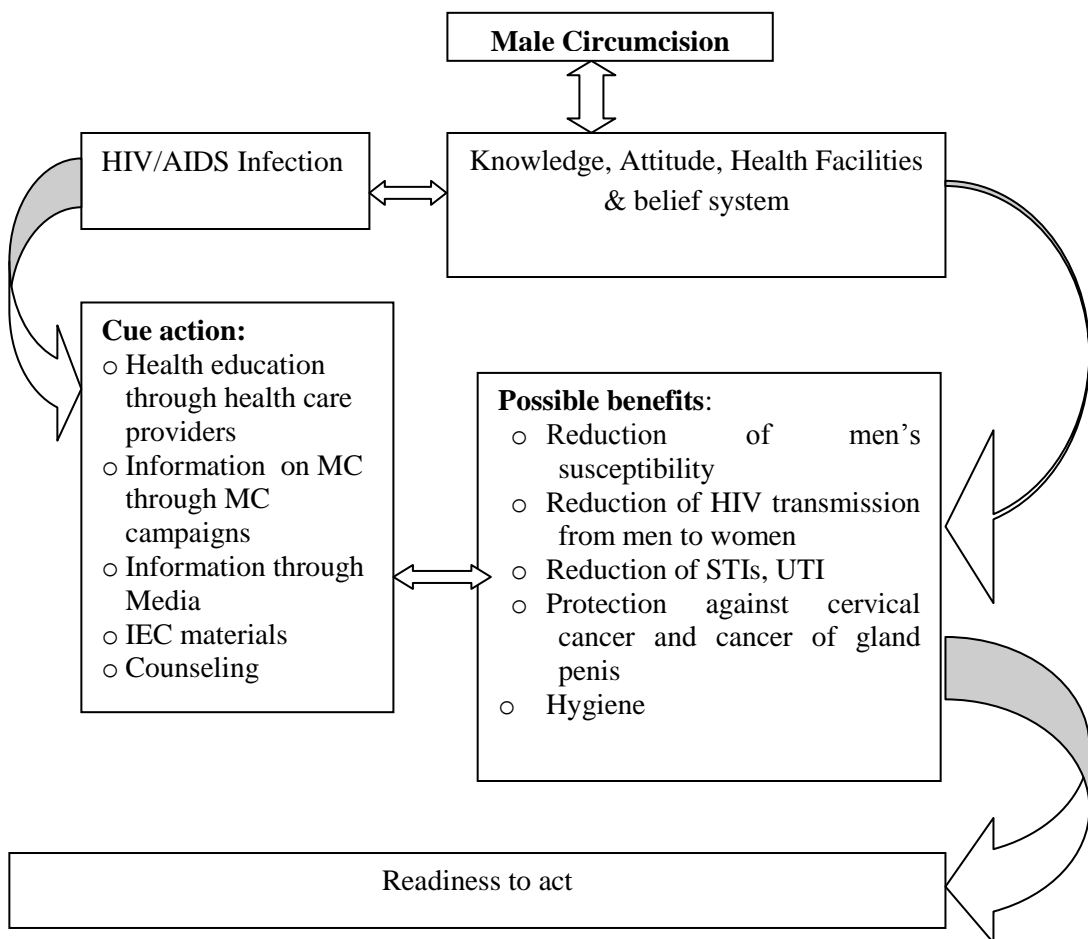 Male Circumcision
HIV/AIDS Infection
Knowledge, Attitude, Health Facilities
& belief system
Cue action:
o Health education
through health care
providers
o Information on MC
through MC
campaigns
o Information through
Media
o IEC materials
o Counseling
Possible benefits:
o Reduction of men's
susceptibility
o Reduction of HIV transmission
from men to women
o Reduction of STIs, UTI
o Protection against cervical
cancer and cancer of gland
penis
o Hygiene
Readiness to act